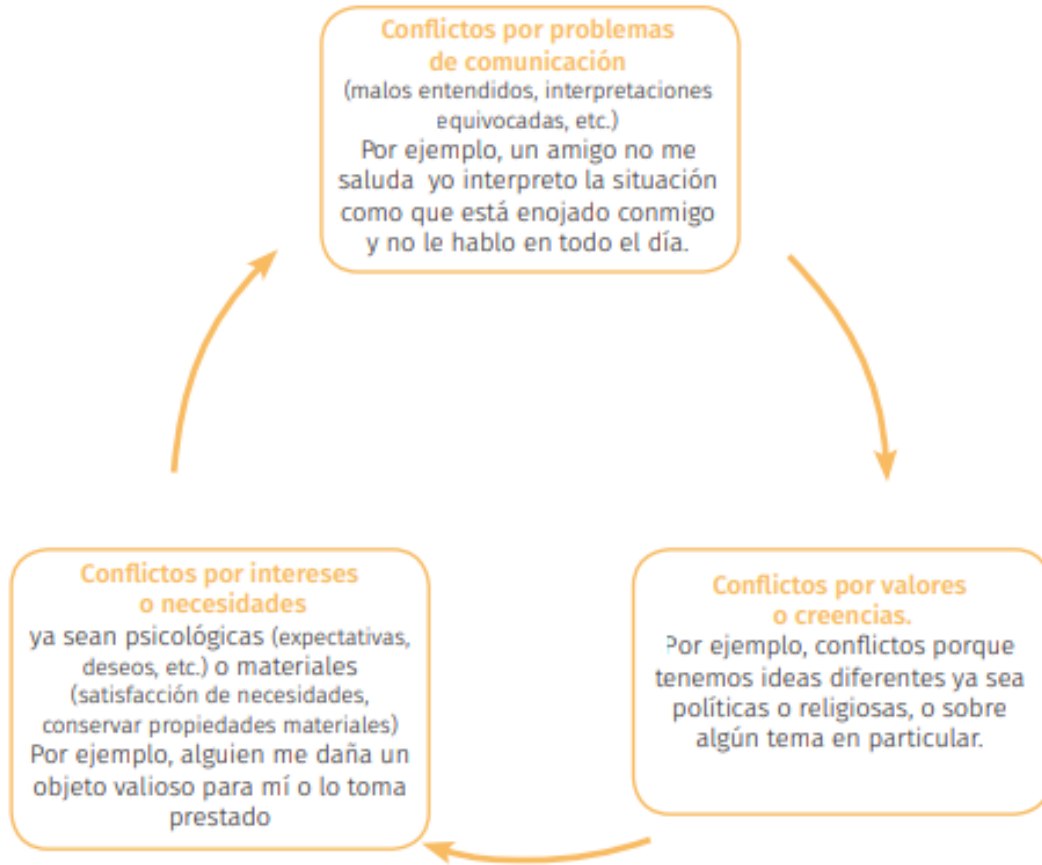 Conflictos por problemas
de comunicación
(malos entendidos, interpretaciones
equivocadas, etc.)
Por ejemplo, un amigo no me
saluda yo interpreto la situación
como que está enojado conmigo
y no le hablo en todo el día.
Conflictos por intereses
o necesidades
ya sean psicológicas (expectativas,
deseos, etc.) o materiales
(satisfacción de necesidades,
conservar propiedades materiales)
Por ejemplo, alguien me daña un
objeto valioso para mí o lo toma
prestado
Conflictos por valores
o creencias.
Por ejemplo, conflictos porque
tenemos ideas diferentes ya sea
políticas o religiosas, o sobre
algún tema en particular.